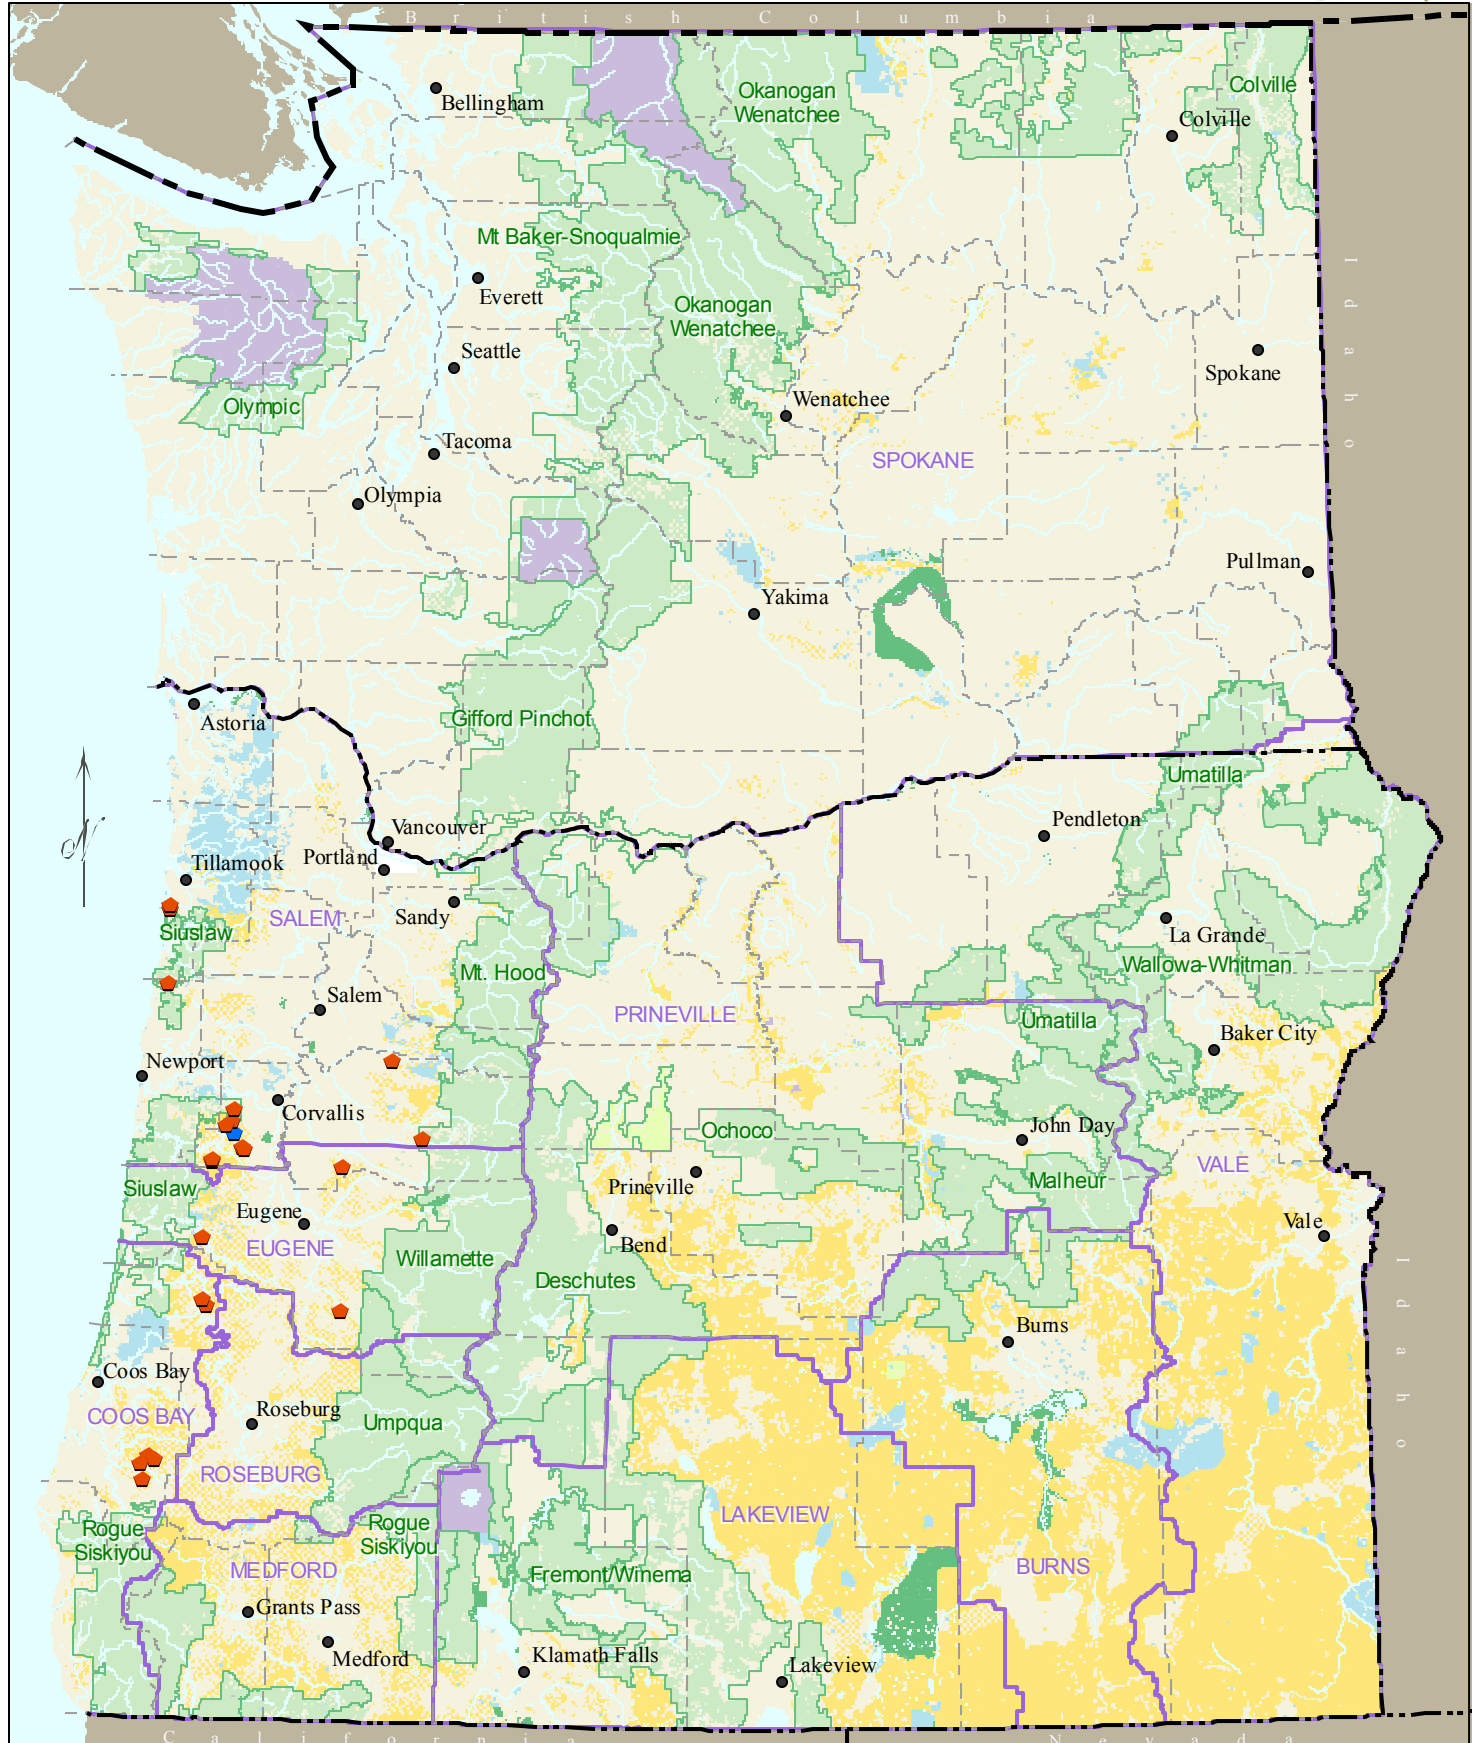 British Columbia
Bellingham
Okanogan
Wenatchee
Colville
Colville
Mt Baker-Snoqualmie
Everett
Okanogan
Wenatchee
Idaho
Seattle
Spokane
Olympic
Wenatchee
Tacoma
SPOKANE
Olympia
Pullman
Yakima
Gifford Pinchot
Astoria
Umatilla
Vancouver
Pendleton
Portland
Tillamook
N
SALEM
Sandy
Siuslaw
La Grande
Wallowa-Whitman
Mt. Hood
Salem
PRINEVILLE
Umatilla
Baker City
Newport
Corvallis
Ochoco
John Day
VALE
Siuslaw
Prineville
Malheur
Eugene
Vale
EUGENE
Bend
Willamette
Deschutes
Idaho
Burns
Coos Bay
COOS BAY
Roseburg
Umpqua
ROSEBURG
LAKEVIEW
Rogue
Siskiyou
Rogue
Siskiyou
MEDFORD
Fremont/Winema
BURNS
Grants Pass
Medford
Klamath Falls
Lakeview
California
Nevada